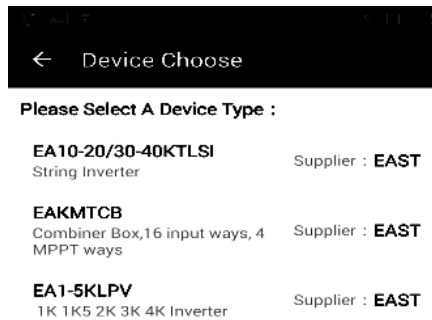 Device Choose
Please Select A Device Type :
EA10-20/30-40KTLSI
Supplier : EAST
String Inverter
EAKMTCB
Combiner Box,16 input ways, 4
Supplier : EAST
MPPT ways
EA1-5KLPV
Supplier : EAST
1K 1K5 2K 3K 4K Inverter